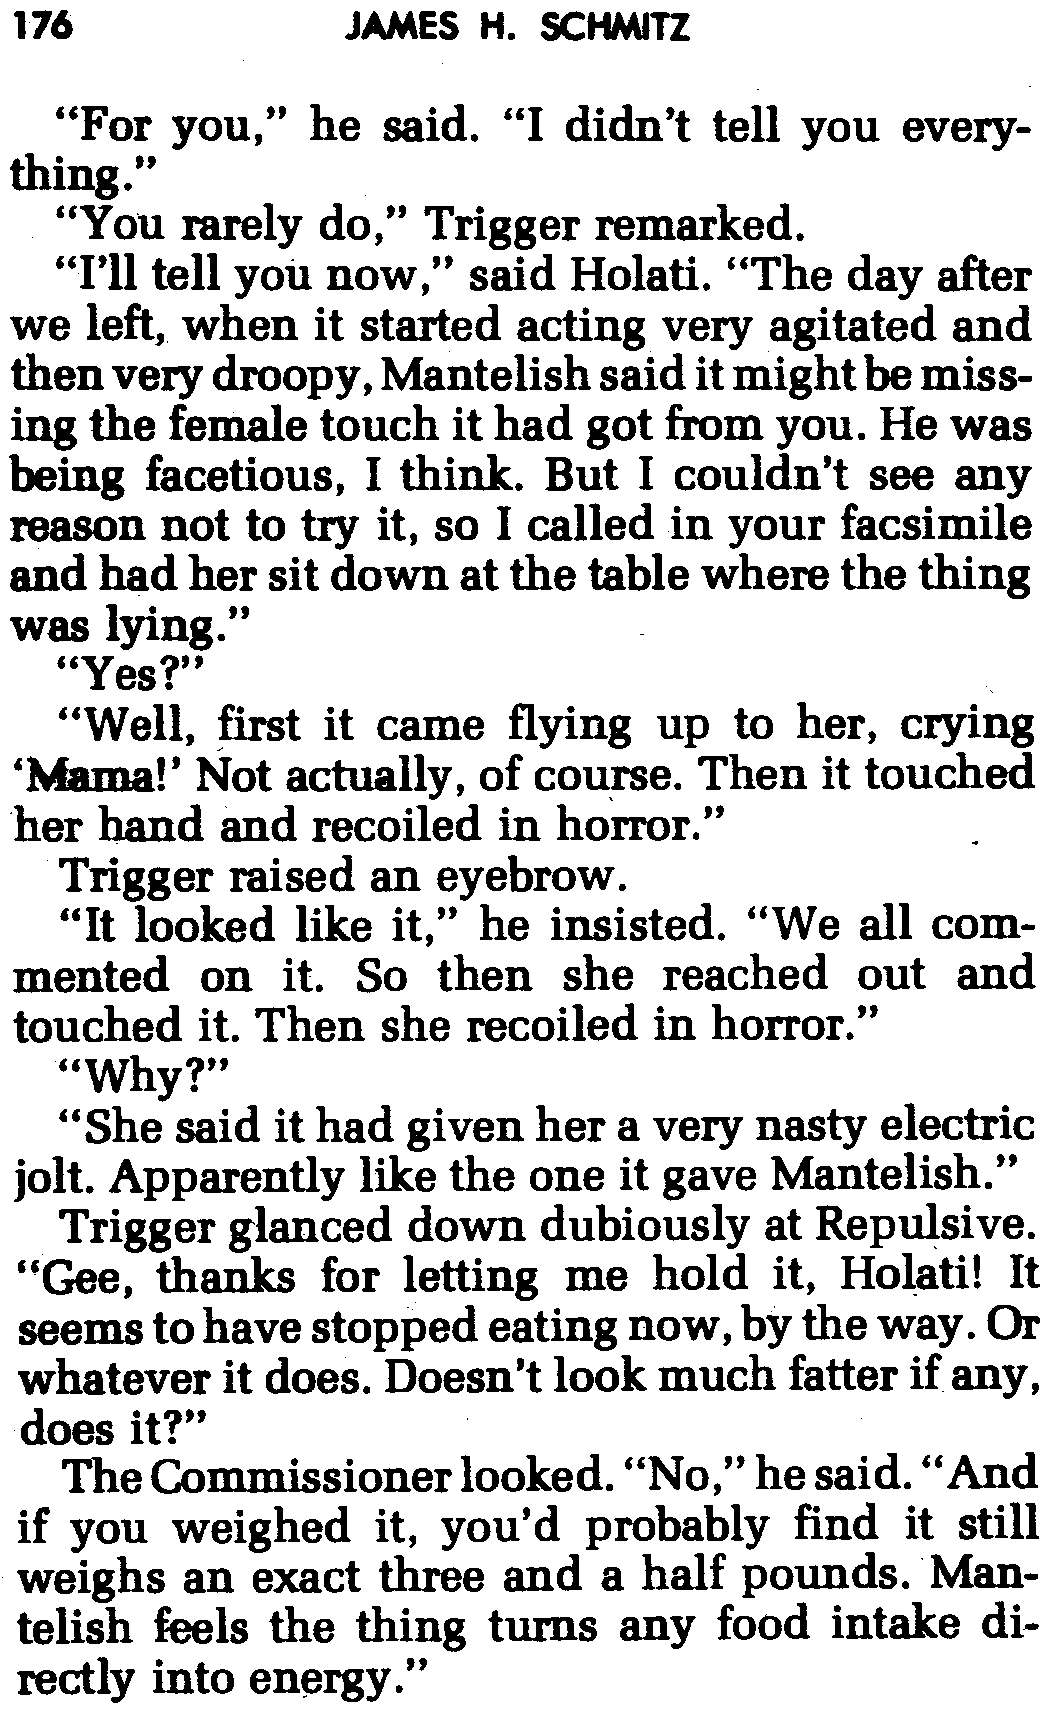 176 JAMES H. SCHMITZ
“For you,” he said. “I didn’t tell you every-
thing.”
“You rarely do,” Trigger remarked.
“I’ll tell you now,” said Holati. “The day after
we left, when it started acting very agitated and
then very droopy, Mantelish said it might be miss-
ing the female touch it had got from you. He was
being facetious, I think. But I couldn’t see any
reason not to try it, so I called in your facsimile
and had her sit down at the table where the thing
was lying.”
“Yes?”
“Well, first it came flying up to her, crying
‘Mama!’ Not actually, of course. Then it touched
her hand and recoiled in horror.”
Trigger raised an eyebrow.
“It looked like it,” he insisted. “We all com-
mented on it. So then she reached out and
touched it. Then she recoiled in horror.”
“Why?”
“She said it had given her a very nasty electric
jolt. Apparently like the one it gave Mantelish.”
Trigger glanced down dubiously at Repulsive.
“Gee, thanks for letting me hold it, Holati! It
seems to have stopped eating now, by the way. Or
whatever it does. Doesn’t look much fatter if any,
does it?”
The Commissioner looked. “No,” he said. “And
if you weighed it, you’d probably find it still
weighs an exact three and a half pounds. Man-
telish feels the thing turns any food intake di-
rectly into energy.”